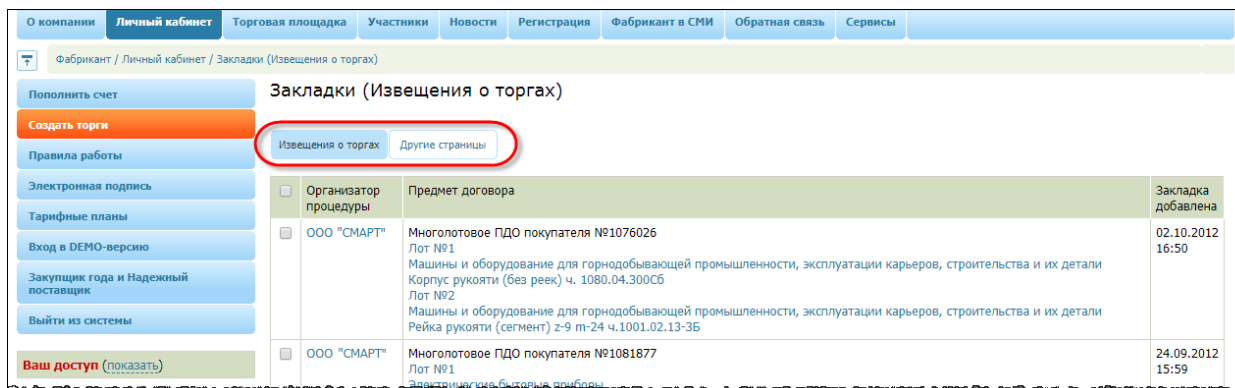 О компании Личный кабинет Торговая площадка Участники Новости Регистрация Фабрикант в СМИ Обратная связь Сервисы
Фабрикант / Личный кабинет / Закладки (Извещения о торгах)
Пополнить счет
Создать торги
Правила работы
Электронная подпись
Тарифные планы
Вход в DEMO-версию
Закупщик года и Надежный
поставщик
Выйти из системы
Ваш доступ (показать)
Закладки (Извещения о торгах)
Извещения о торгах Другие страницы
Организатор
процедуры
Предмет договора
Закладка
добавлена
ООО "СМАРТ"
Многолотовое ПДО покупателя №1076026
Лот №1
Машины и оборудование для горнодобывающей промышленности, эксплуатации карьеров, строительства и их детали
Корпус рукояти (без реек) ч. 1080.04.300Сб
Лот №2
Машины и оборудование для горнодобывающей промышленности, эксплуатации карьеров, строительства и их детали
Рейка рукояти (сегмент) z-9 m-24 ч.1001.02.13-3Б
02.10.2012
16:50
ООО "СМАРТ"
Многолотовое ПДО покупателя №1081877
Лот №1
Электрические бытовые приборы
24.09.2012
15:59